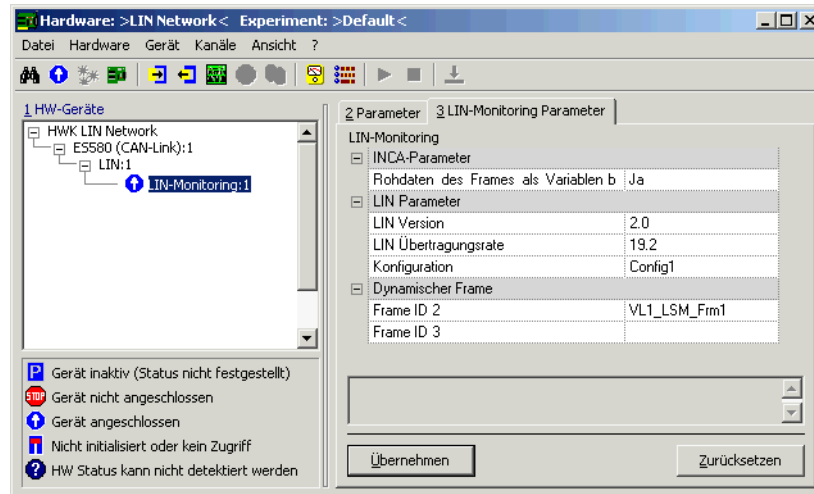 Hardware: >LIN Network< Experiment: >Default<
Datei Hardware Gerät Kanäle Ansicht ?
1 HW-Geräte
HWK LIN Network
ES580 (CAN-Link):1
LIN:1
LIN-Monitoring:1
P Gerät inaktiv (Status nicht festgestellt)
STOP Gerät nicht angeschlossen
Gerät angeschlossen
Nicht initialisiert oder kein Zugriff
? HW Status kann nicht detektiert werden
2 Parameter 3 LIN-Monitoring Parameter
LIN-Monitoring
INCA-Parameter
Rohdaten des Frames als Variablen b Ja
LIN Parameter
LIN Version 2.0
LIN Übertragungsrate 19.2
Konfiguration Config1
Dynamischer Frame
Frame ID 2 VL1_LSM_Frm1
Frame ID 3
Übernehmen Zurücksetzen